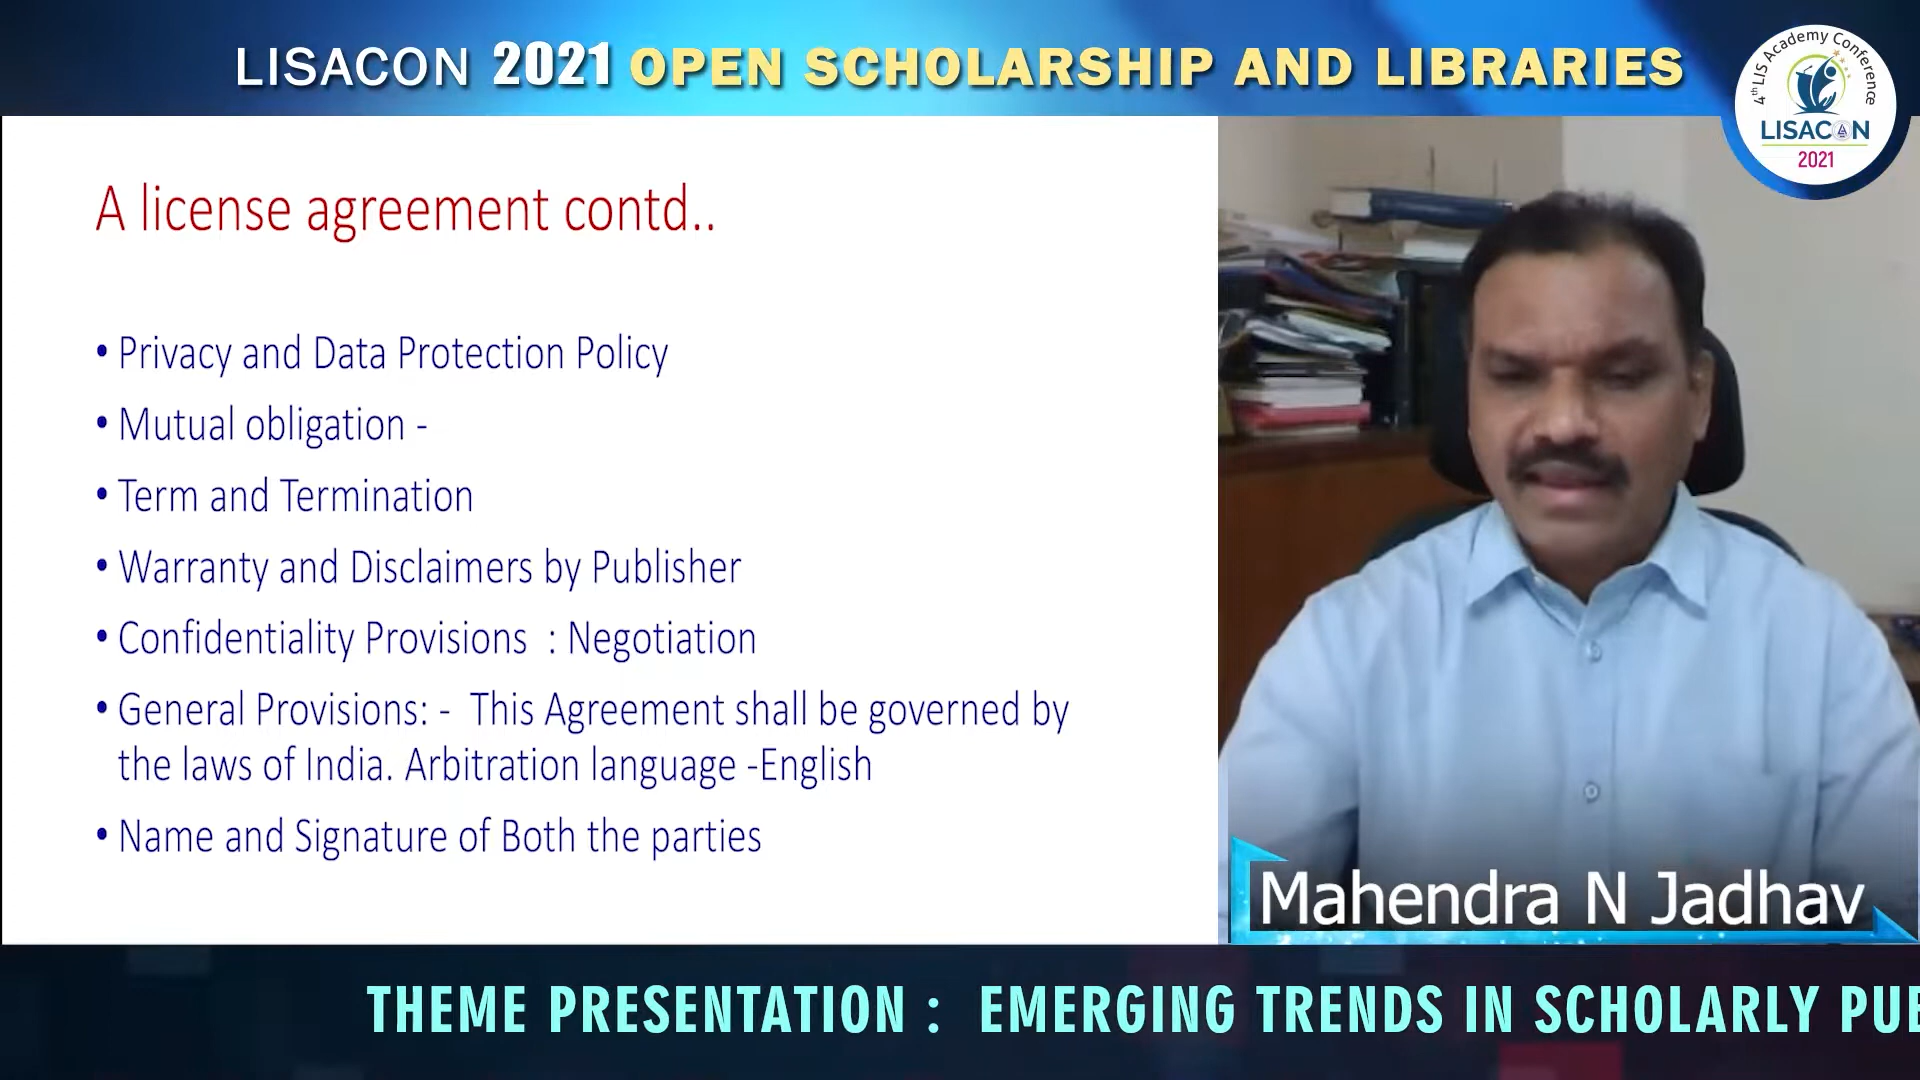 LISACON 2021 OPEN SCHOLARSHIP AND LIBRARIES
4th LIS Academy Conference
LISACON
2021
A license agreement contd..
• Privacy and Data Protection Policy
• Mutual obligation -
• Term and Termination
• Warranty and Disclaimers by Publisher
• Confidentiality Provisions : Negotiation
• General Provisions: - This Agreement shall be governed by
the laws of India. Arbitration language -English
• Name and Signature of Both the parties
Mahendra N Jadhav
THEME PRESENTATION : EMERGING TRENDS IN SCHOLARLY